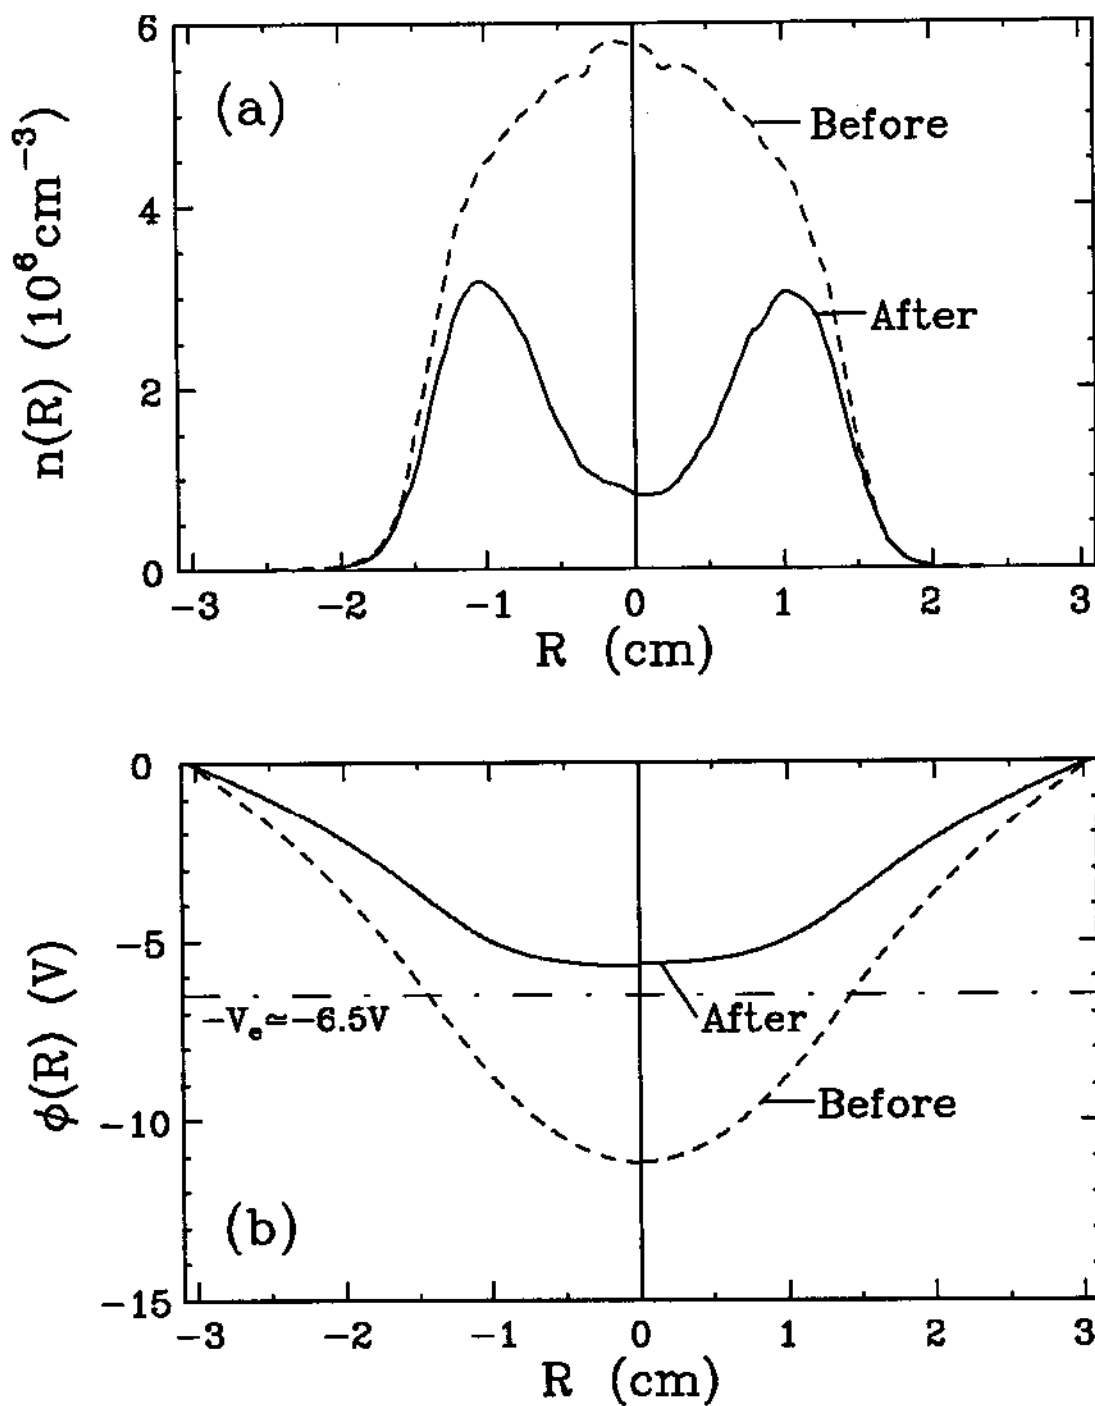 6
(a)
Before
4
After
2
0
n(R) (10⁶cm⁻³)
−3 −2 −1 0 1 2 3
R (cm)
0
−5
−Vₑ≃−6.5V
After
Before
−10
(b)
−15
ϕ(R) (V)
−3 −2 −1 0 1 2 3
R (cm)